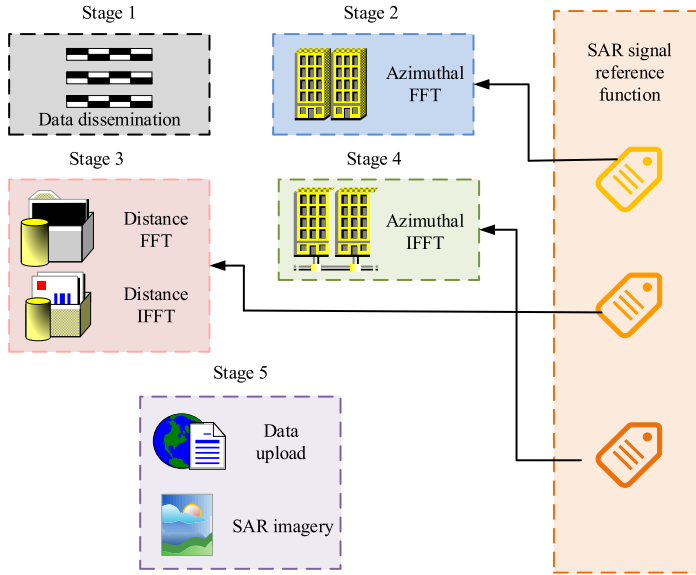 Stage 1
Data dissemination
Stage 2
Azimuthal
FFT
SAR signal
reference
function
Stage 3
Distance
FFT
Distance
IFFT
Stage 4
Azimuthal
IFFT
Stage 5
Data
upload
SAR imagery